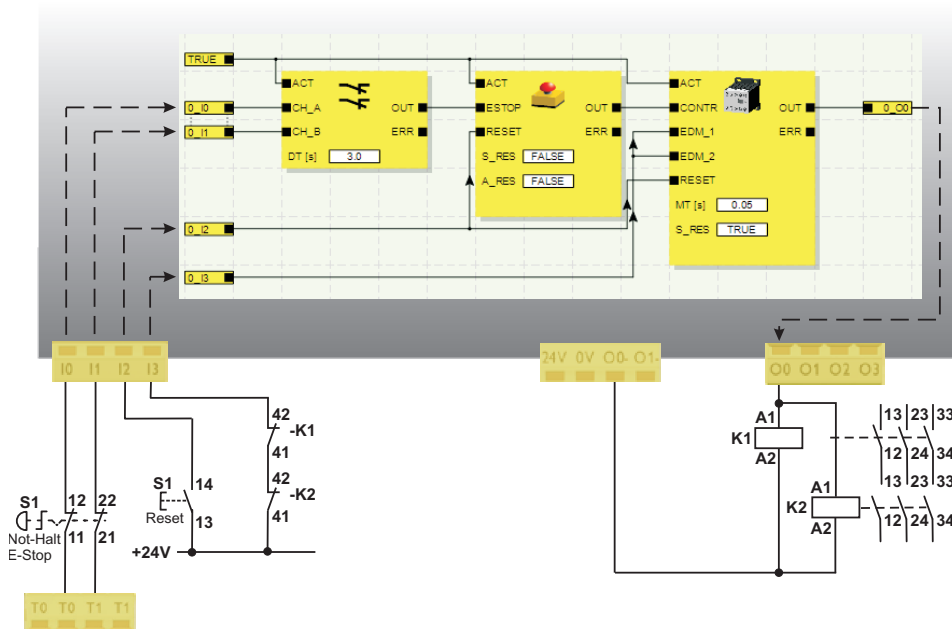 TRUE
ACT
ACT
ACT
0_I0
CH_A
OUT
ESTOP
OUT
CONTR
OUT
0_O0
0_I1
CH_B
ERR
RESET
ERR
EDM_1
ERR
DT [s]
3.0
S_RES
FALSE
EDM_2
A_RES
FALSE
RESET
MT [s]
0.05
0_I2
S_RES
TRUE
0_I3
I0 I1 I2 I3
24V 0V O0- O1-
O0 O1 O2 O3
42
-K1
41
42
-K2
41
A1
K1
A2
13 23 33
12 24 34
A1
K2
A2
13 23 33
12 24 34
S1
Not-Halt
E-Stop
12 22
11 21
S1
Reset
14
13
+24V
T0 T0 T1 T1